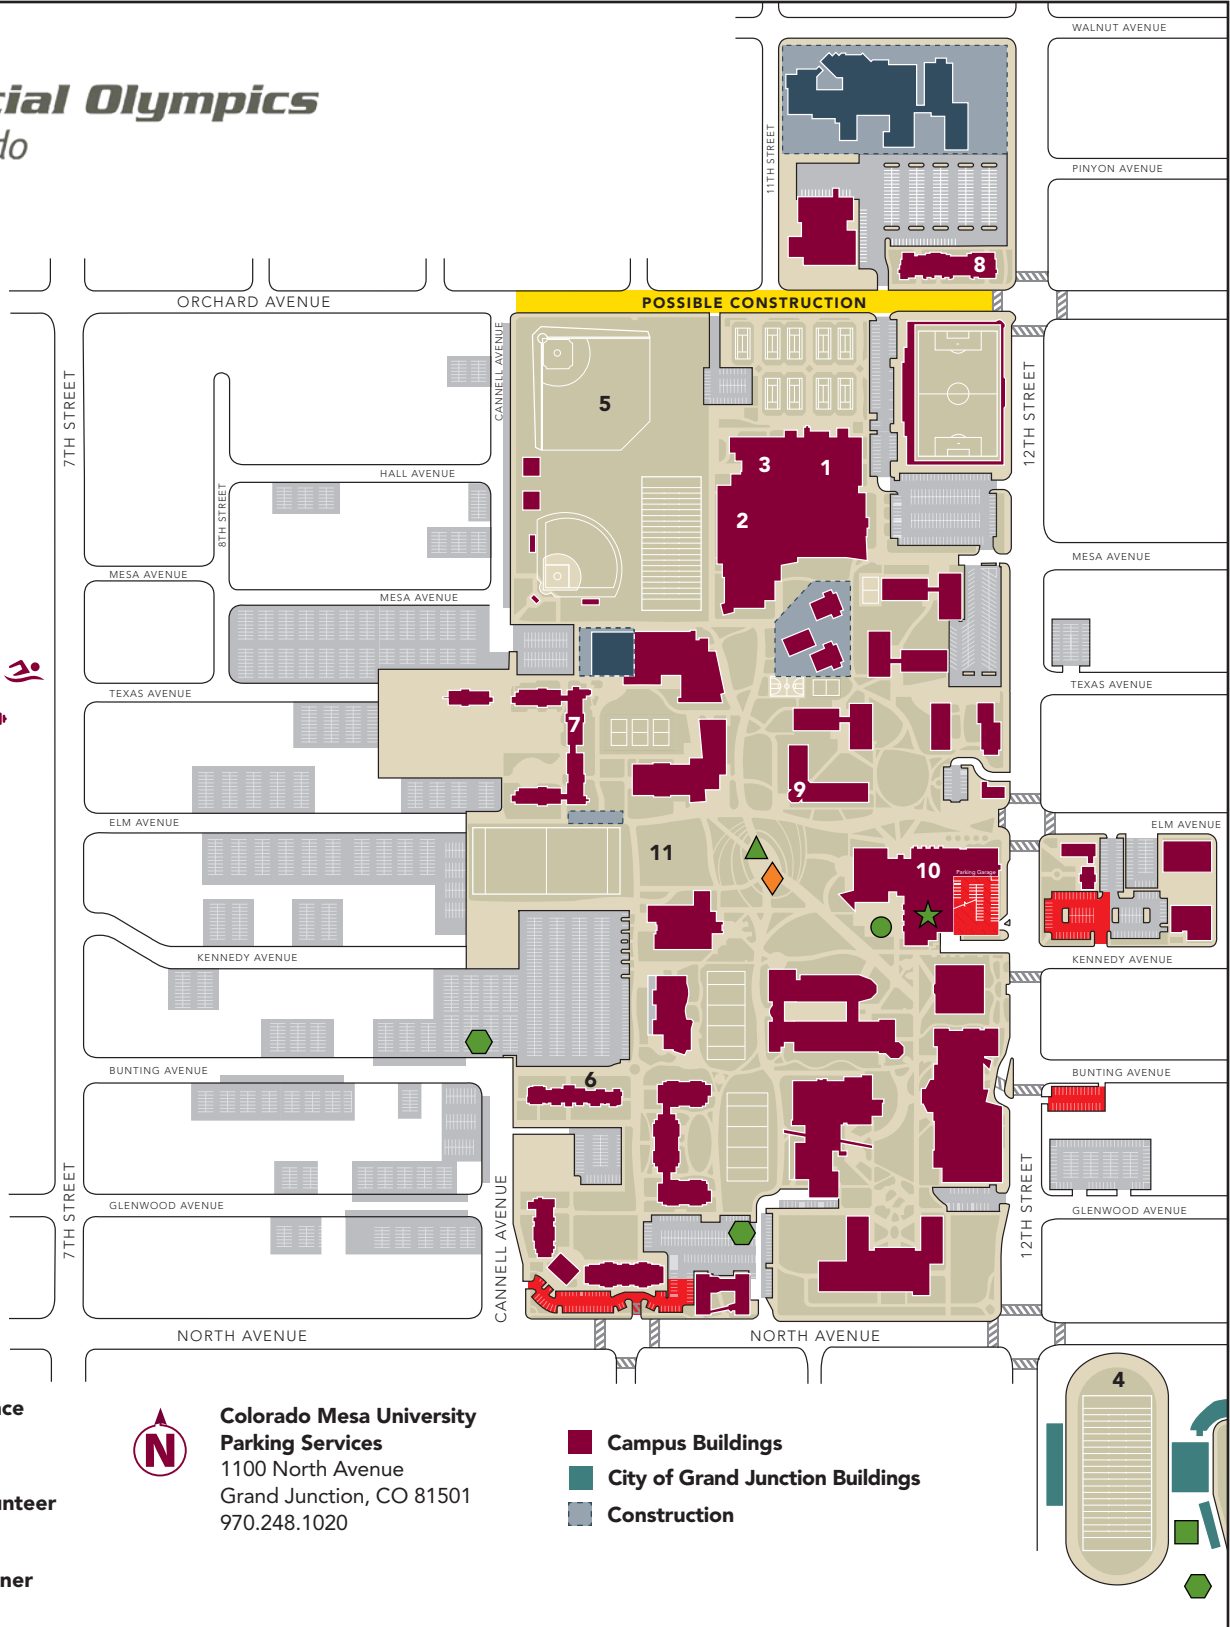 WALNUT AVENUE
cial Olympics
do
11TH STREET
PINYON AVENUE
8
ORCHARD AVENUE
POSSIBLE CONSTRUCTION
CANNELL AVENUE
7TH STREET
12TH STREET
5
3
1
2
HALL AVENUE
8TH STREET
MESA AVENUE
MESA AVENUE
MESA AVENUE
TEXAS AVENUE
TEXAS AVENUE
7
9
ELM AVENUE
ELM AVENUE
11
10
Parking Garage
KENNEDY AVENUE
KENNEDY AVENUE
BUNTING AVENUE
BUNTING AVENUE
6
7TH STREET
CANNELL AVENUE
12TH STREET
GLENWOOD AVENUE
GLENWOOD AVENUE
NORTH AVENUE
NORTH AVENUE
4
nce
unteer
ner
N
Colorado Mesa University
Parking Services
1100 North Avenue
Grand Junction, CO 81501
970.248.1020
Campus Buildings
City of Grand Junction Buildings
Construction